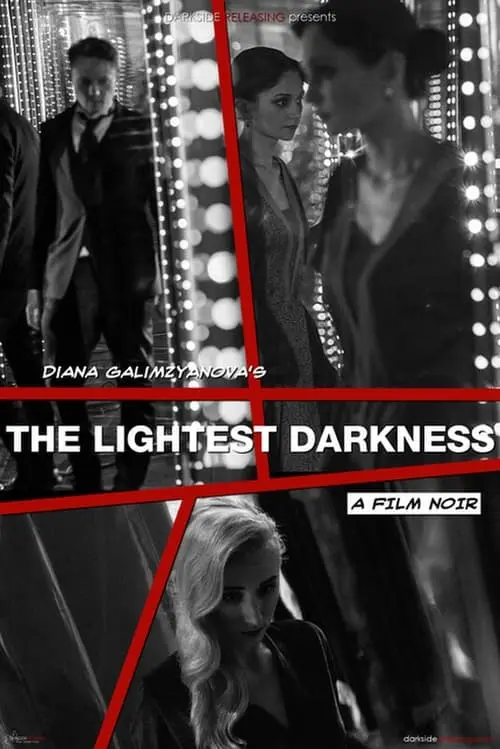 DARKSIDE RELEASING presents
DIANA GALIMZYANOVA'S
THE LIGHTEST DARKNESS
A FILM NOIR
darkside